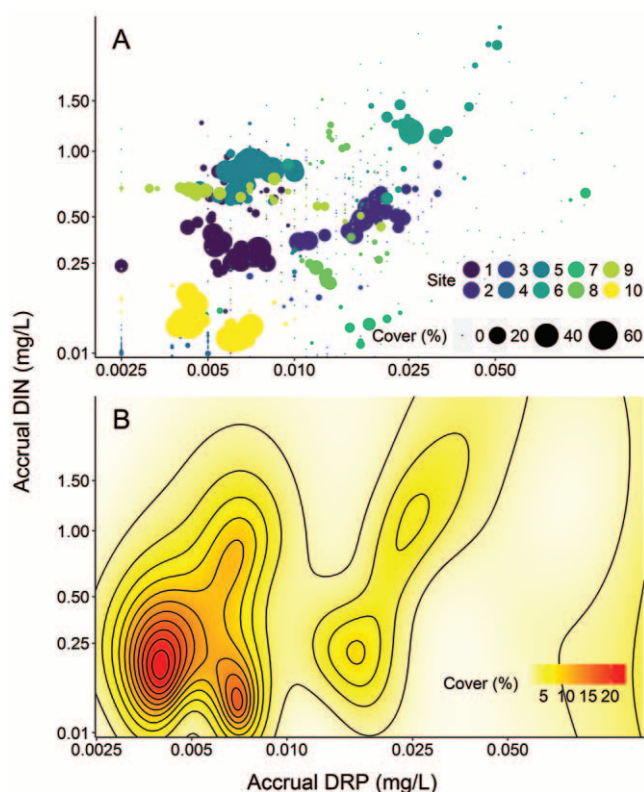 A
1.50
1.00
0.50
0.25
0.01
Site
1 3 5 7 9
2 4 6 8 10
Cover (%) 0 20 40 60
0.0025 0.005 0.010 0.025 0.050
Accrual DIN (mg/L)
B
1.50
1.00
0.50
0.25
0.01
Cover (%)
5 10 15 20
0.0025 0.005 0.010 0.025 0.050
Accrual DRP (mg/L)